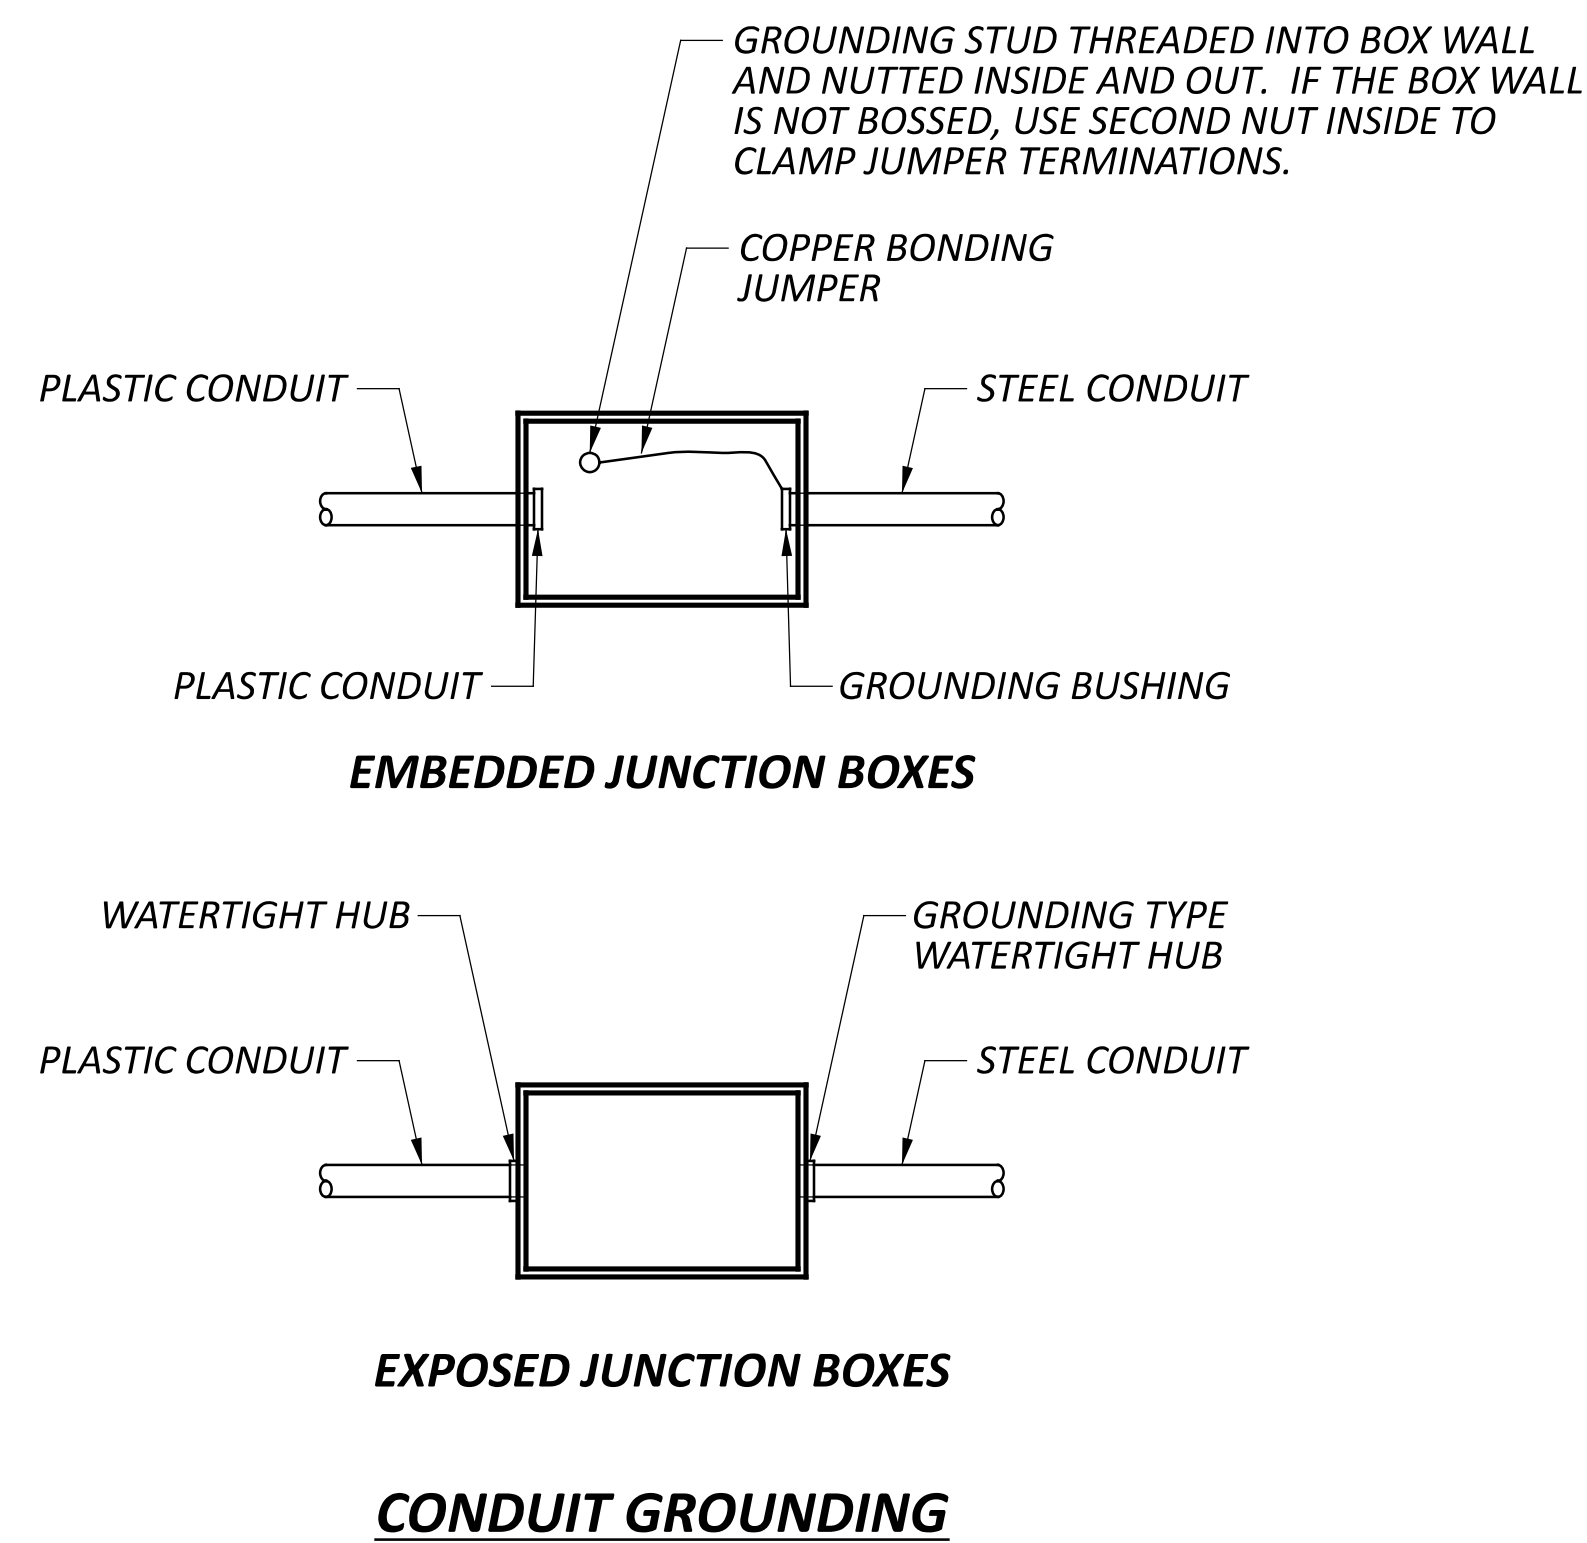 GROUNDING STUD THREADED INTO BOX WALL
AND NUTTED INSIDE AND OUT.  IF THE BOX WALL
IS NOT BOSSED, USE SECOND NUT INSIDE TO
CLAMP JUMPER TERMINATIONS.
COPPER BONDING
JUMPER
PLASTIC CONDUIT
STEEL CONDUIT
PLASTIC CONDUIT
GROUNDING BUSHING
EMBEDDED JUNCTION BOXES
WATERTIGHT HUB
GROUNDING TYPE
WATERTIGHT HUB
PLASTIC CONDUIT
STEEL CONDUIT
EXPOSED JUNCTION BOXES
CONDUIT GROUNDING